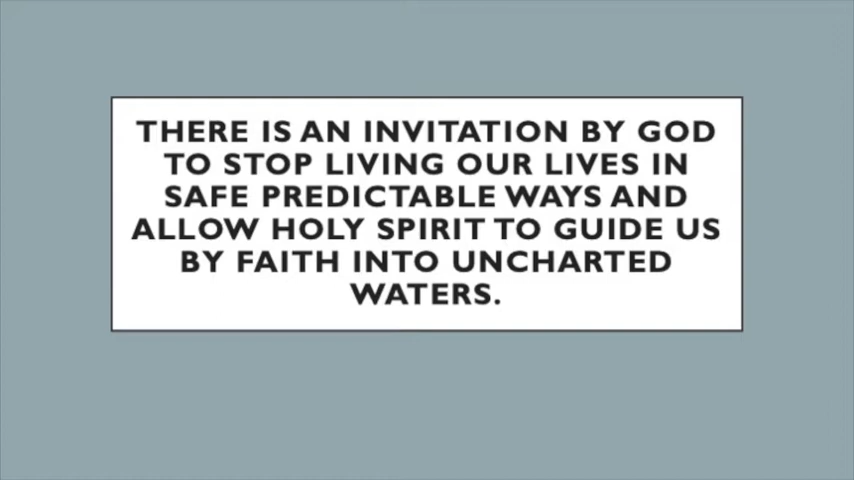 THERE IS AN INVITATION BY GOD
TO STOP LIVING OUR LIVES IN
SAFE PREDICTABLE WAYS AND
ALLOW HOLY SPIRIT TO GUIDE US
BY FAITH INTO UNCHARTED
WATERS.